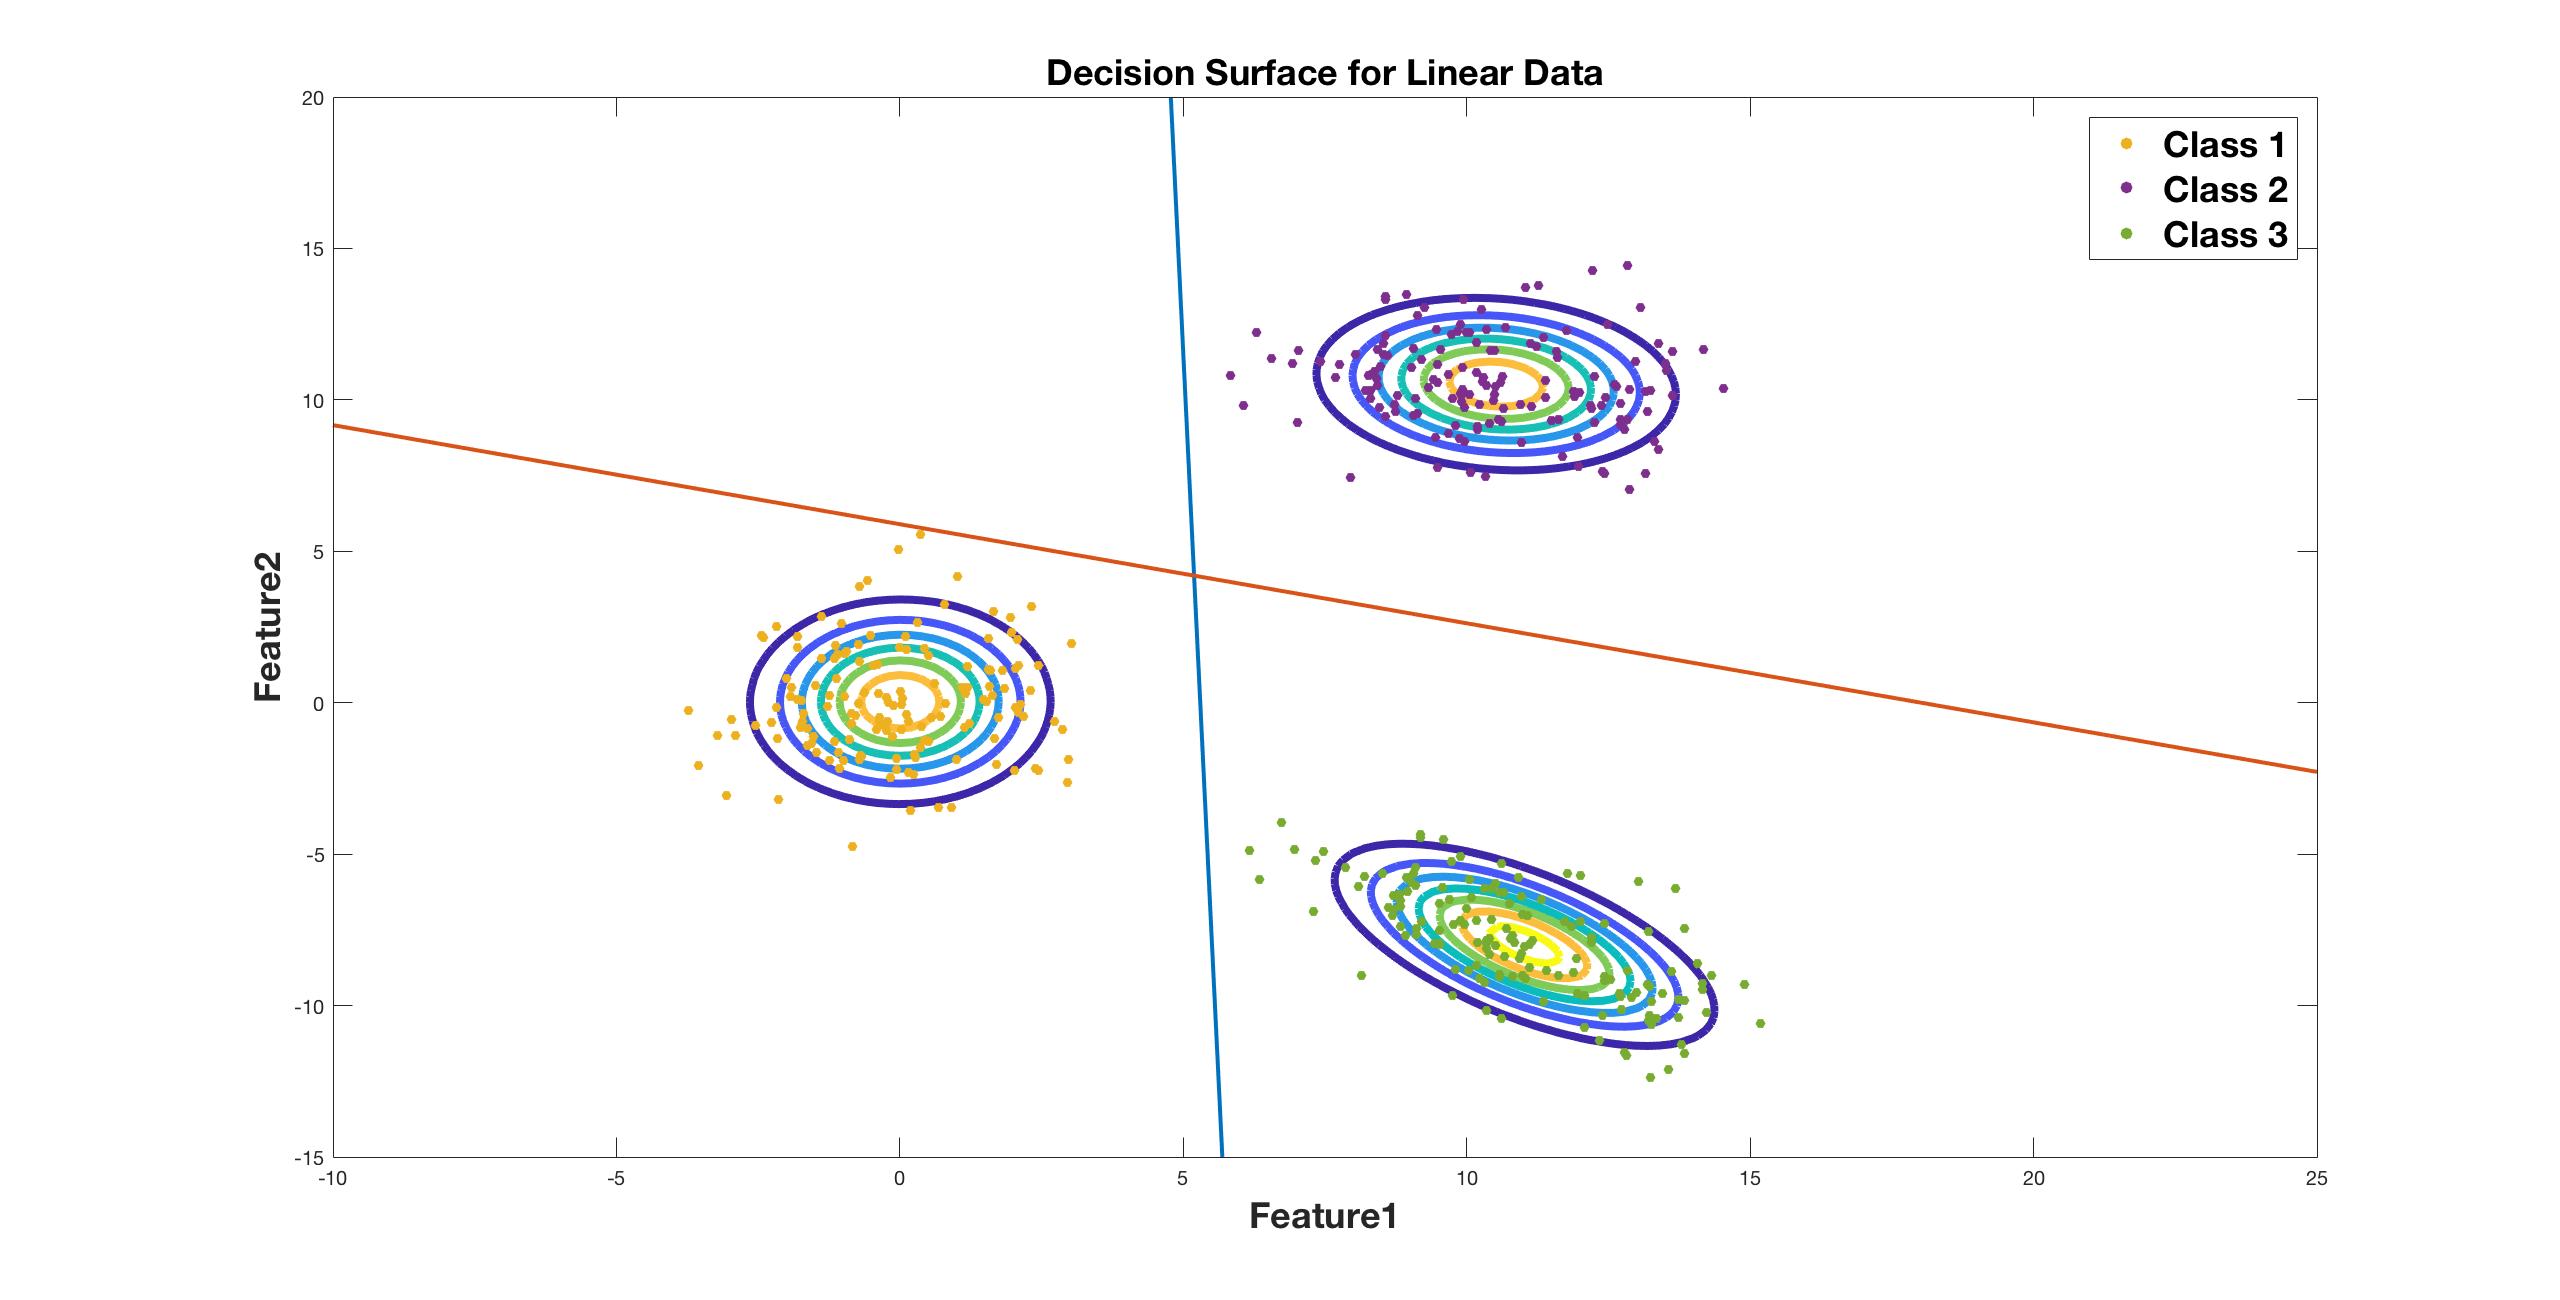 Decision Surface for Linear Data
20
15
10
5
0
-5
-10
-15
Feature2
Class 1
Class 2
Class 3
-10 -5 0 5 10 15 20 25
Feature1